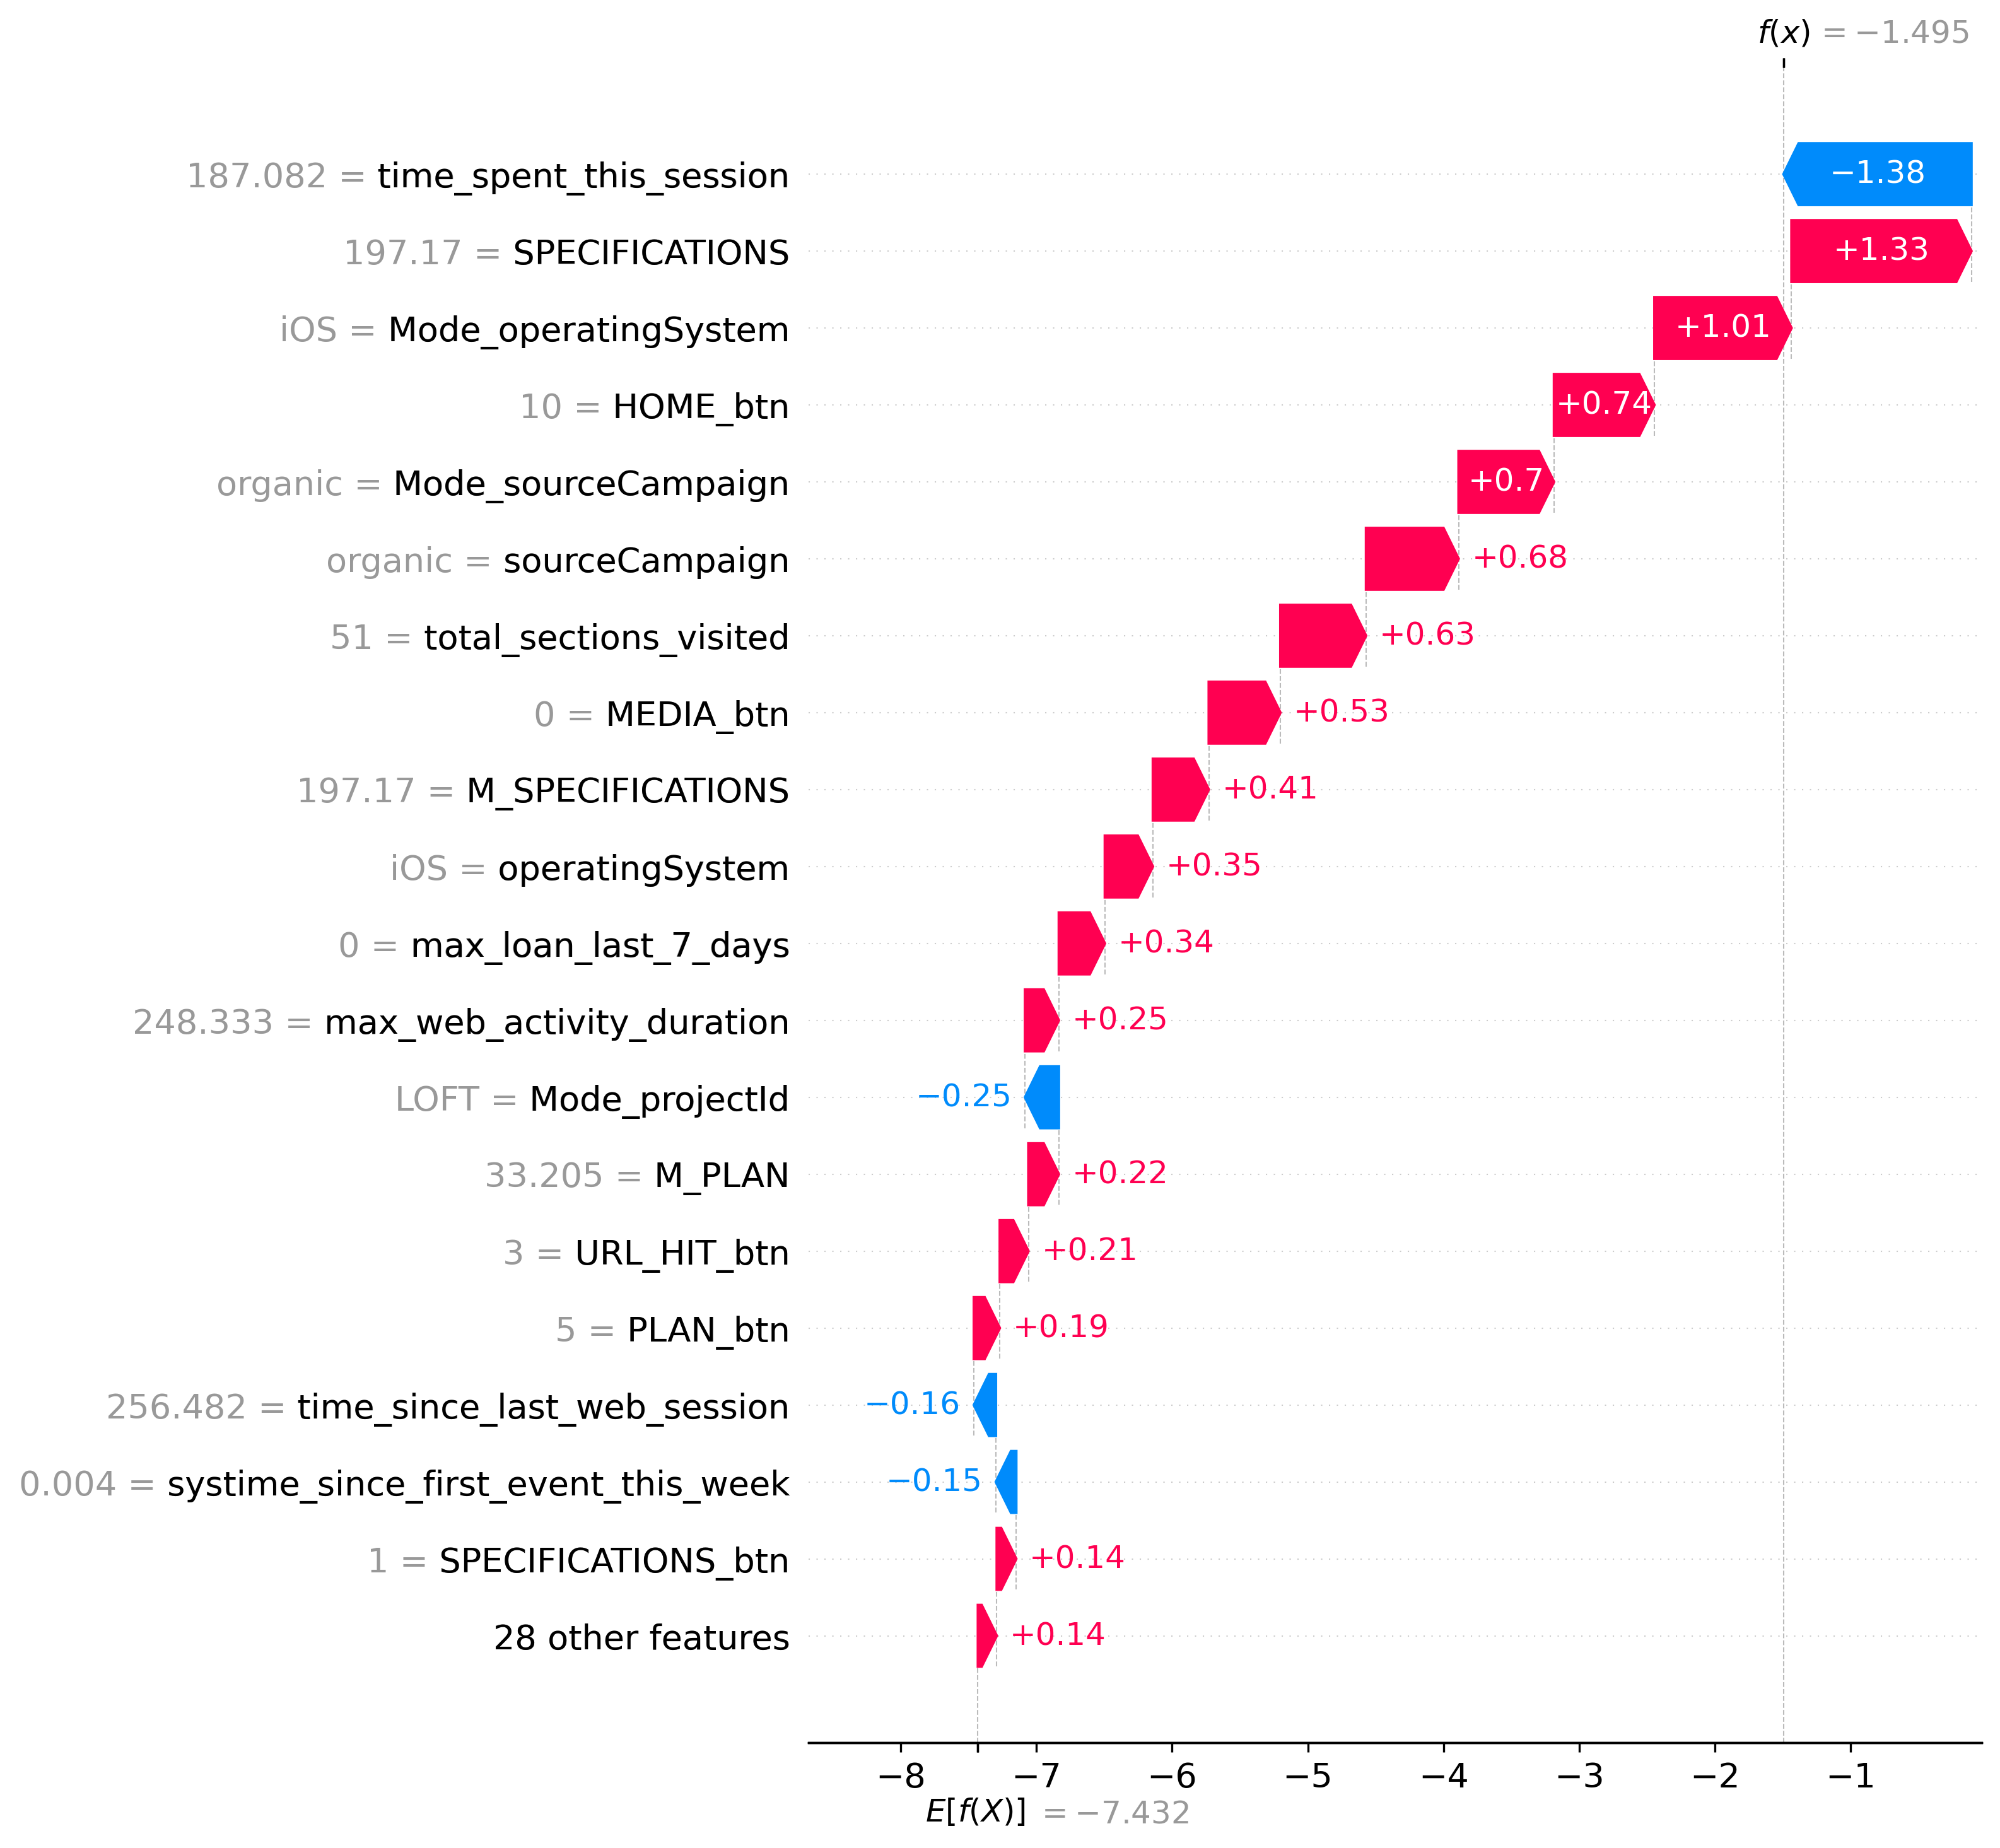 f(x) = −1.495
187.082 = time_spent_this_session −1.38
197.17 = SPECIFICATIONS +1.33
iOS = Mode_operatingSystem +1.01
10 = HOME_btn +0.74
organic = Mode_sourceCampaign +0.7
organic = sourceCampaign +0.68
51 = total_sections_visited +0.63
0 = MEDIA_btn +0.53
197.17 = M_SPECIFICATIONS +0.41
iOS = operatingSystem +0.35
0 = max_loan_last_7_days +0.34
248.333 = max_web_activity_duration +0.25
LOFT = Mode_projectId −0.25
33.205 = M_PLAN +0.22
3 = URL_HIT_btn +0.21
5 = PLAN_btn +0.19
256.482 = time_since_last_web_session −0.16
0.004 = systime_since_first_event_this_week −0.15
1 = SPECIFICATIONS_btn +0.14
28 other features +0.14
−8 −7 −6 −5 −4 −3 −2 −1
E[f(X)] = −7.432